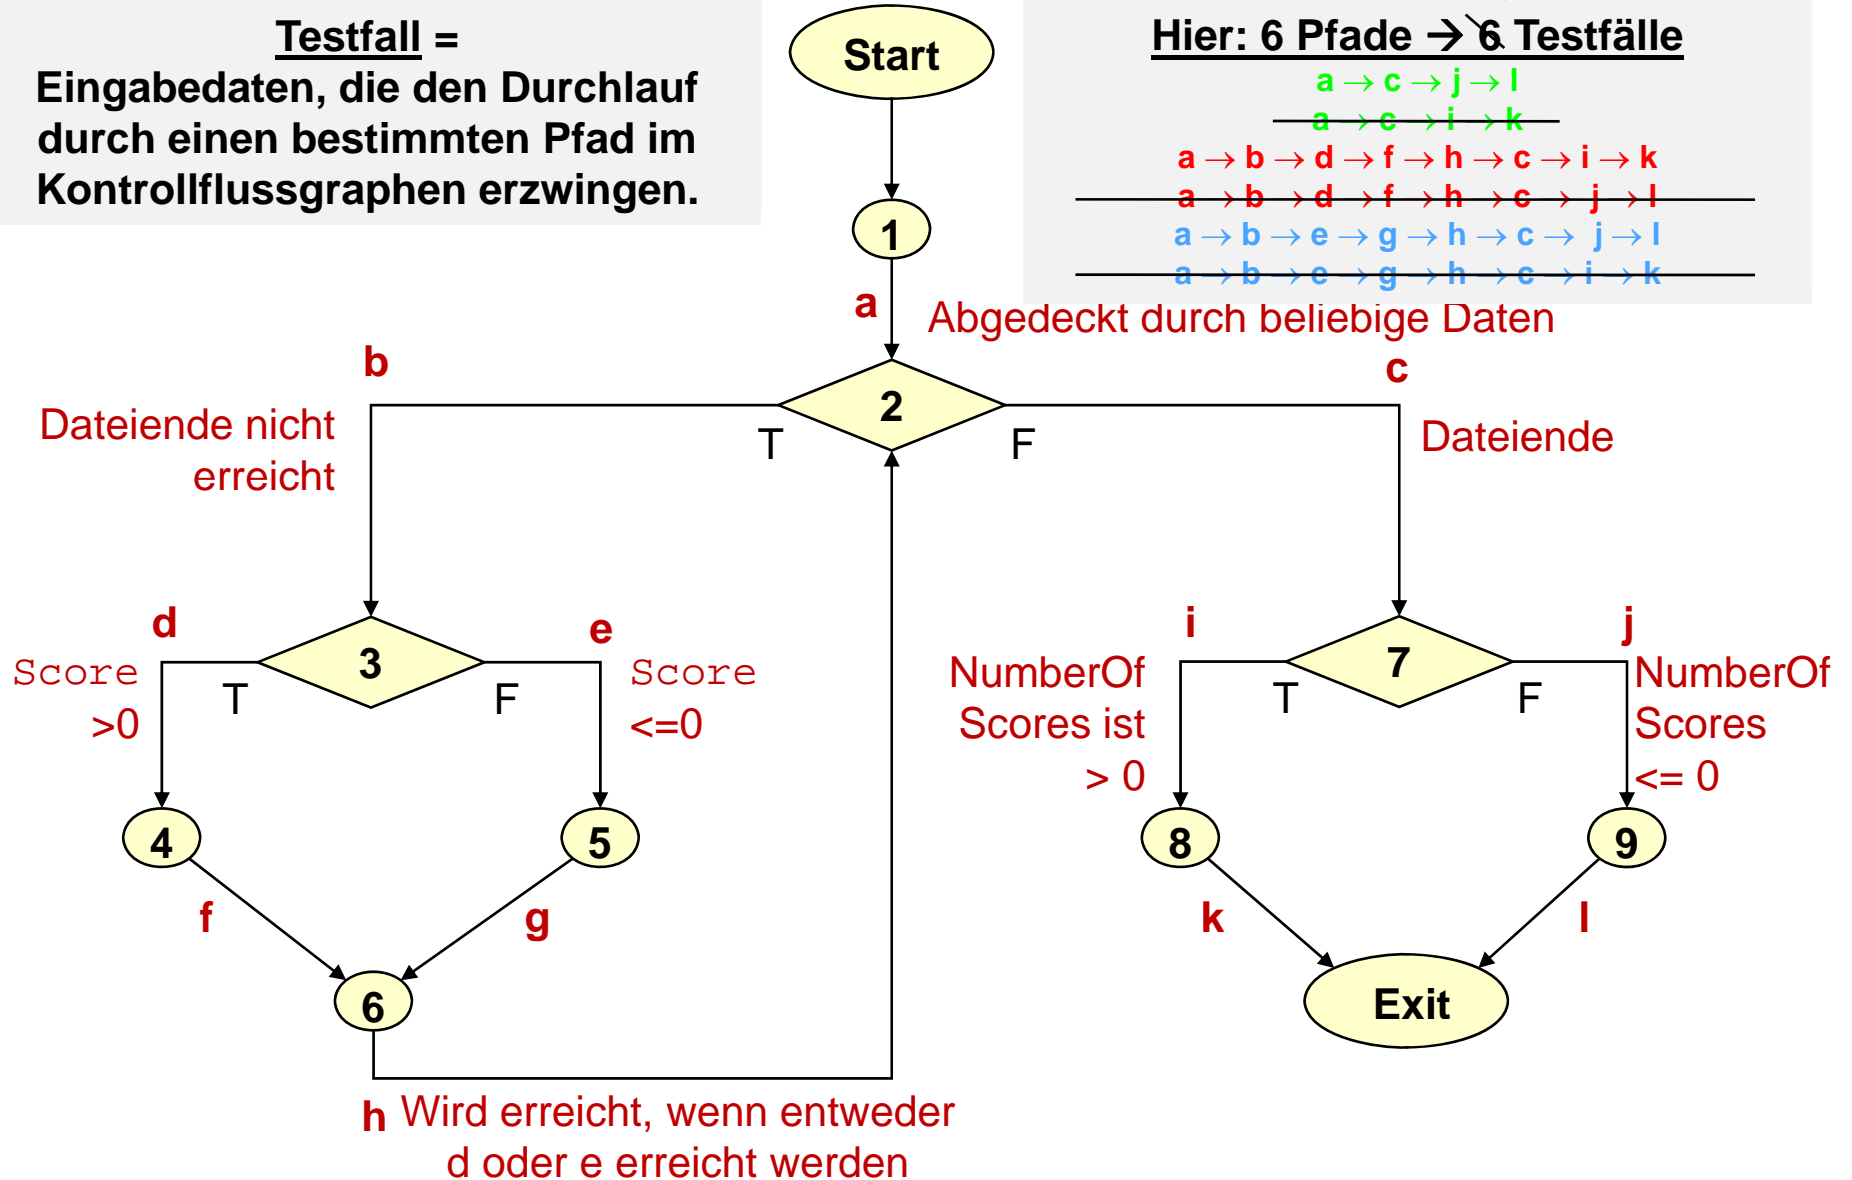 Testfall =
Eingabedaten, die den Durchlauf
durch einen bestimmten Pfad im
Kontrollflussgraphen erzwingen.
Start
Hier: 6 Pfade → 6 Testfälle
a → c → j → l
a → c → i → k
a → b → d → f → h → c → i → k
a → b → d → f → h → c → j → l
a → b → e → g → h → c → j → l
a → b → e → g → h → c → i → k
1
a
Abgedeckt durch beliebige Daten
b
c
2
T
F
Dateiende nicht
erreicht
Dateiende
d
e
3
T
F
Score
>0
Score
<=0
i
j
7
T
F
NumberOf
Scores ist
> 0
NumberOf
Scores
<= 0
4
5
8
9
f
g
k
l
6
Exit
h
Wird erreicht, wenn entweder
d oder e erreicht werden